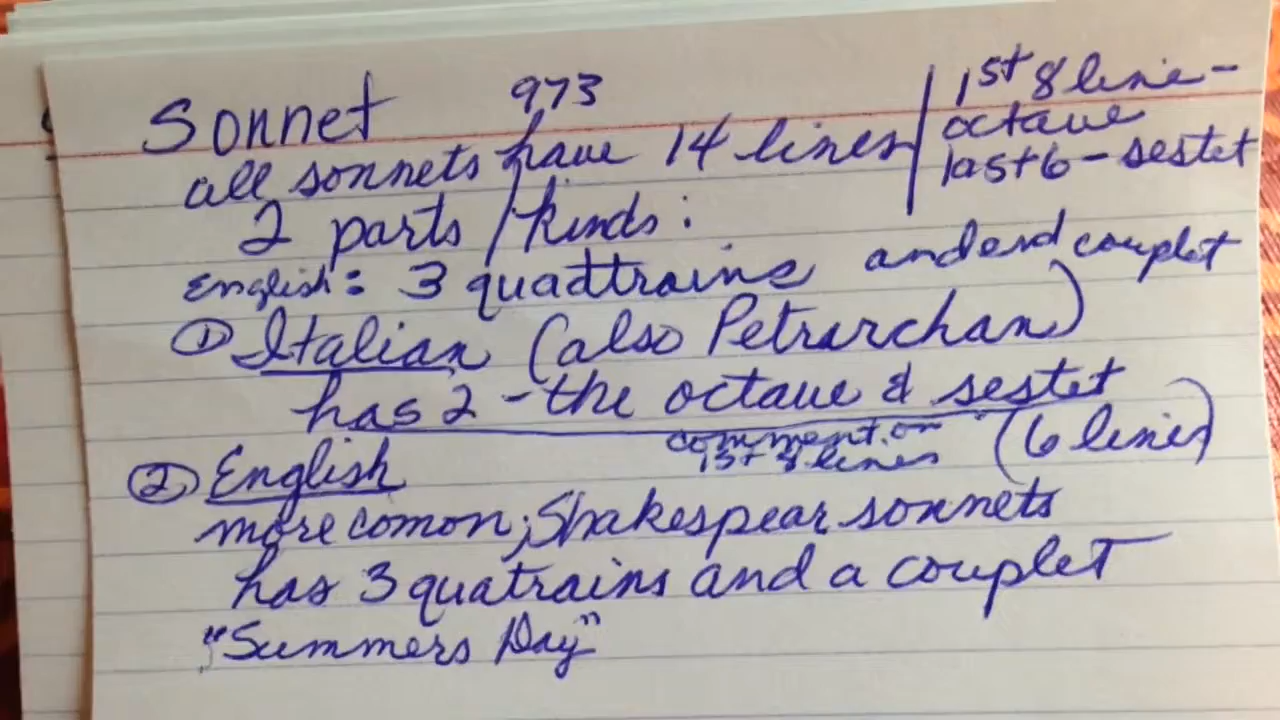 Sonnet 973
all sonnets have 14 lines
1st 8 line -
octave
last 6 - sestet
2 parts / kinds :
English : 3 quadtrains and end couplet
① Italian (also Petrarchan)
has 2 - the octave & sestet
comment on (6 lines)
1st 8 lines
② English
more comon; Shakespear sonnets
has 3 quatrains and a couplet
"Summers Day"